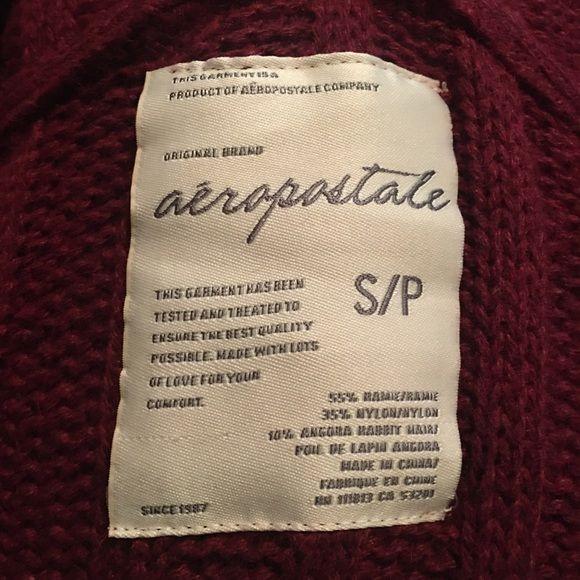 THIS GARMENT IS A
PRODUCT OF AÉROPOSTALE COMPANY
ORIGINAL BRAND
aéropostale
S/P
THIS GARMENT HAS BEEN
TESTED AND TREATED TO
ENSURE THE BEST QUALITY
POSSIBLE. MADE WITH LOTS
OF LOVE FOR YOUR
COMFORT.
55% RAMIE/RAMIE
35% NYLON/NYLON
10% ANGORA RABBIT HAIR/
POIL DE LAPIN ANGORA
MADE IN CHINA/
FABRIQUE EN CHINE
RN 111813 CA 53201
SINCE 1987